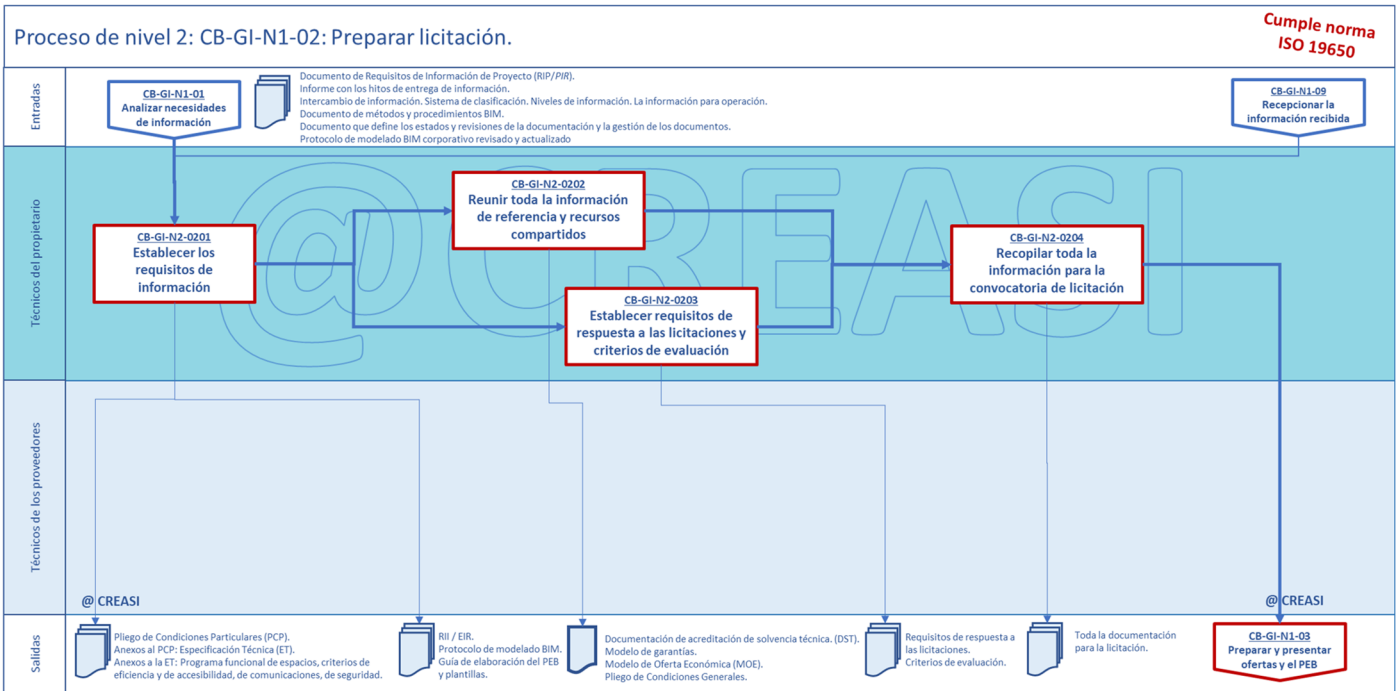 Proceso de nivel 2: CB-GI-N1-02: Preparar licitación.
Cumple norma
ISO 19650
Entradas
CB-GI-N1-01
Analizar necesidades
de información
Documento de Requisitos de Información de Proyecto (RIP/PIR).
Informe con los hitos de entrega de información.
Intercambio de información. Sistema de clasificación. Niveles de información. La información para operación.
Documento de métodos y procedimientos BIM.
Documento que define los estados y revisiones de la documentación y la gestión de los documentos.
Protocolo de modelado BIM corporativo revisado y actualizado
CB-GI-N1-09
Recepcionar la
información recibida
Técnicos del propietario
@CREASI
CB-GI-N2-0201
Establecer los
requisitos de
información
CB-GI-N2-0202
Reunir toda la información
de referencia y recursos
compartidos
CB-GI-N2-0203
Establecer requisitos de
respuesta a las licitaciones y
criterios de evaluación
CB-GI-N2-0204
Recopilar toda la
información para la
convocatoria de licitación
Técnicos de los proveedores
@ CREASI
@ CREASI
Salidas
Pliego de Condiciones Particulares (PCP).
Anexos al PCP: Especificación Técnica (ET).
Anexos a la ET: Programa funcional de espacios, criterios de
eficiencia y de accesibilidad, de comunicaciones, de seguridad.
RII / EIR.
Protocolo de modelado BIM.
Guía de elaboración del PEB
y plantillas.
Documentación de acreditación de solvencia técnica. (DST).
Modelo de garantías.
Modelo de Oferta Económica (MOE).
Pliego de Condiciones Generales.
Requisitos de respuesta a
las licitaciones.
Criterios de evaluación.
Toda la documentación
para la licitación.
CB-GI-N1-03
Preparar y presentar
ofertas y el PEB